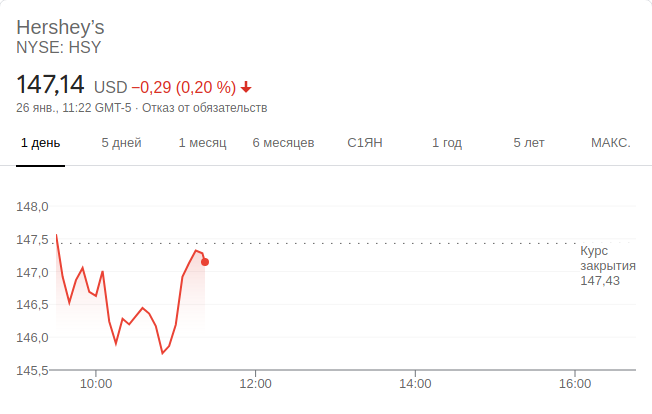 Hershey’s
NYSE: HSY
147,14 USD −0,29 (0,20 %)
26 янв., 11:22 GMT-5 · Отказ от обязательств
1 день 5 дней 1 месяц 6 месяцев С1ЯН 1 год 5 лет МАКС.
148,0
147,5
Курс
закрытия
147,43
147,0
146,5
146,0
145,5
10:00 12:00 14:00 16:00